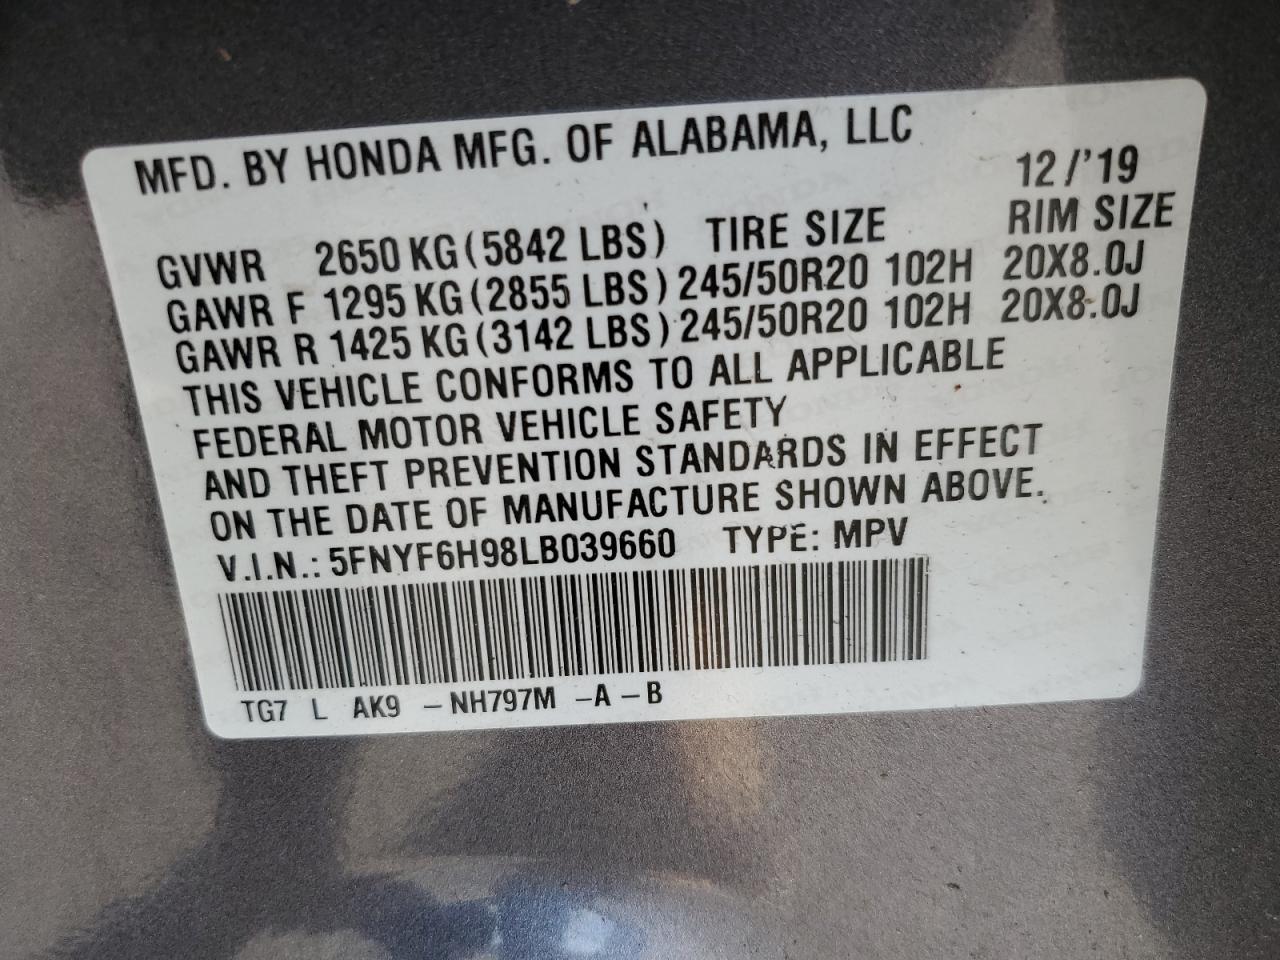 MFD. BY HONDA MFG. OF ALABAMA, LLC
12/'19
GVWR 2650 KG (5842 LBS) TIRE SIZE RIM SIZE
GAWR F 1295 KG (2855 LBS) 245/50R20 102H 20X8.0J
GAWR R 1425 KG (3142 LBS) 245/50R20 102H 20X8.0J
THIS VEHICLE CONFORMS TO ALL APPLICABLE
FEDERAL MOTOR VEHICLE SAFETY
AND THEFT PREVENTION STANDARDS IN EFFECT
ON THE DATE OF MANUFACTURE SHOWN ABOVE.
V.I.N.: 5FNYF6H98LB039660 TYPE: MPV
TG7 L AK9 -NH797M -A -B